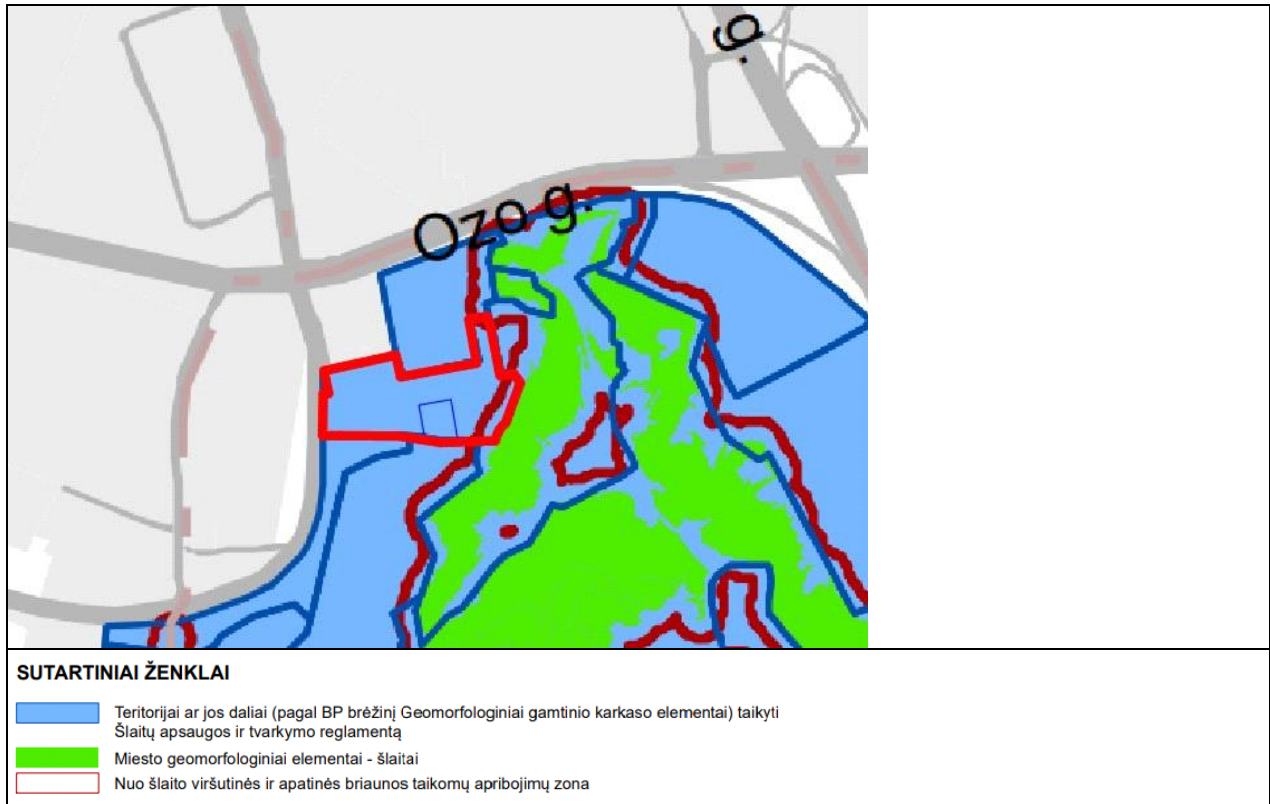 g.
Ozo g.
SUTARTINIAI ŽENKLAI
Teritorijai ar jos daliai (pagal BP brėžinį Geomorfologiniai gamtinio karkaso elementai) taikyti
Šlaitų apsaugos ir tvarkymo reglamentą
Miesto geomorfologiniai elementai - šlaitai
Nuo šlaito viršutinės ir apatinės briaunos taikomų apribojimų zona